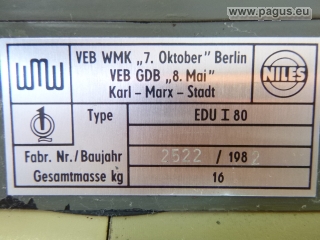 www.pagus.eu
WMW
VEB WMK „7. Oktober" Berlin
VEB GDB „8. Mai"
Karl - Marx - Stadt
NILES
1
Type EDU I 80
Fabr. Nr./Baujahr 2522 / 1982
Gesamtmasse kg 16